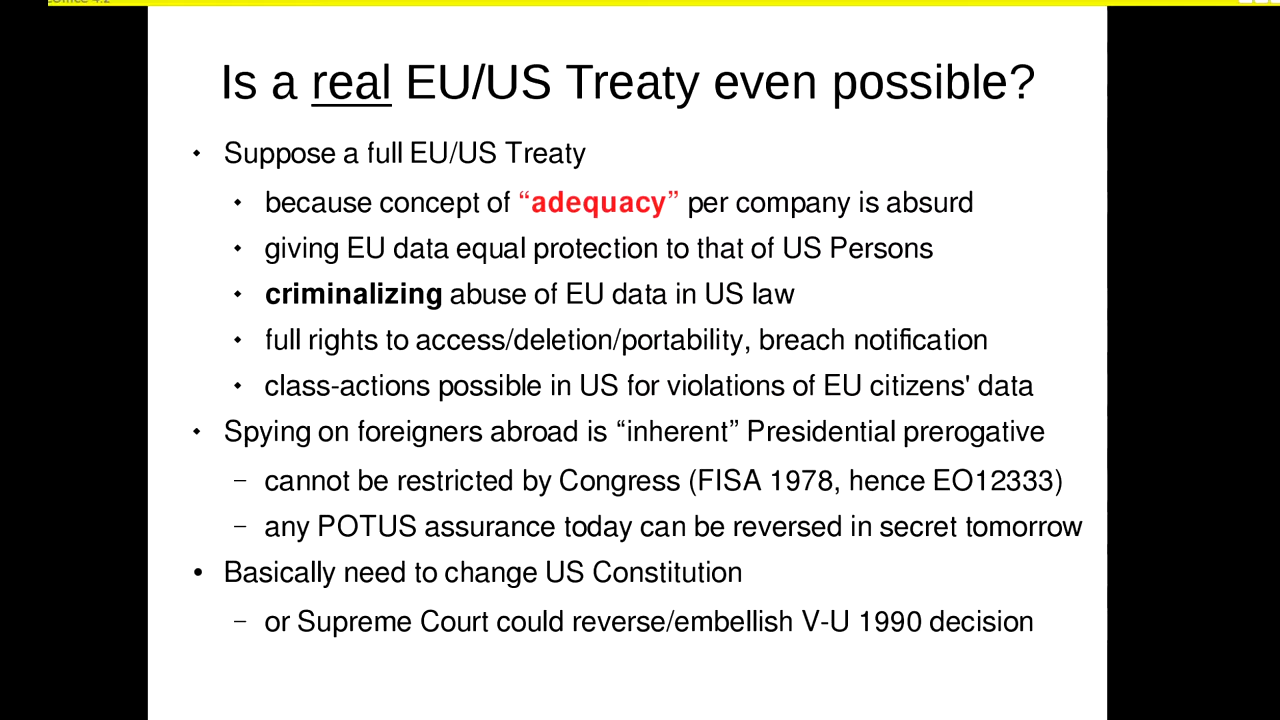 Office 4.2
Is a real EU/US Treaty even possible?
Suppose a full EU/US Treaty
because concept of “adequacy” per company is absurd
giving EU data equal protection to that of US Persons
criminalizing abuse of EU data in US law
full rights to access/deletion/portability, breach notification
class-actions possible in US for violations of EU citizens' data
Spying on foreigners abroad is “inherent” Presidential prerogative
– cannot be restricted by Congress (FISA 1978, hence EO12333)
– any POTUS assurance today can be reversed in secret tomorrow
Basically need to change US Constitution
– or Supreme Court could reverse/embellish V-U 1990 decision